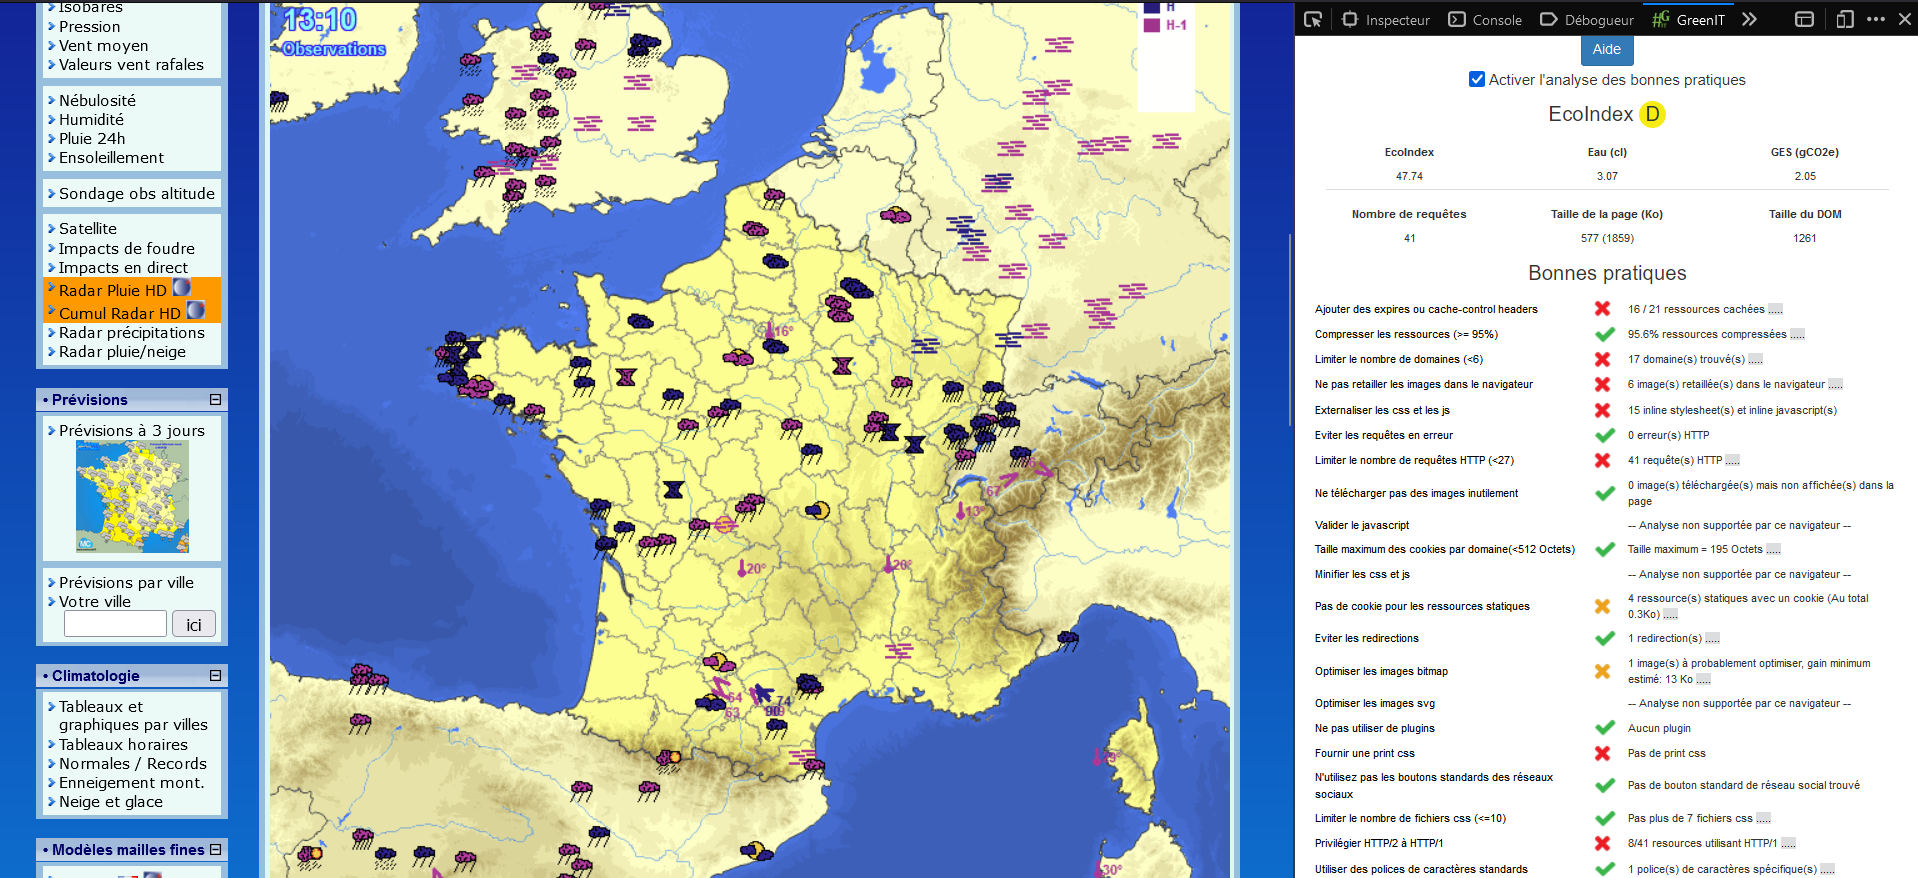 Isobares
Pression
Vent moyen
Valeurs vent rafales
Nébulosité
Humidité
Pluie 24h
Ensoleillement
Sondage obs altitude
Satellite
Impacts de foudre
Impacts en direct
Radar Pluie HD
Cumul Radar HD
Radar précipitations
Radar pluie/neige
• Prévisions
Prévisions à 3 jours
Prévisions par ville
Votre ville
ici
• Climatologie
Tableaux et
graphiques par villes
Tableaux horaires
Normales / Records
Enneigement mont.
Neige et glace
• Modèles mailles fines
13:10
Observations
H
H-1
16°
67
13°
20°
20°
64
63
74
90
30°
Inspecteur
Console
Débogueur
GreenIT
Aide
Activer l'analyse des bonnes pratiques
EcoIndex D
EcoIndex Eau (cl) GES (gCO2e)
47.74 3.07 2.05
Nombre de requêtes Taille de la page (Ko) Taille du DOM
41 577 (1859) 1261
Bonnes pratiques
Ajouter des expires ou cache-control headers 16 / 21 ressources cachées .....
Compresser les ressources (>= 95%) 95.6% ressources compressées .....
Limiter le nombre de domaines (<6) 17 domaine(s) trouvé(s) .....
Ne pas retailler les images dans le navigateur 6 image(s) retaillée(s) dans le navigateur .....
Externaliser les css et les js 15 inline stylesheet(s) et inline javascript(s)
Eviter les requêtes en erreur 0 erreur(s) HTTP
Limiter le nombre de requêtes HTTP (<27) 41 requête(s) HTTP .....
Ne télécharger pas des images inutilement 0 image(s) téléchargée(s) mais non affichée(s) dans la
page
Valider le javascript -- Analyse non supportée par ce navigateur --
Taille maximum des cookies par domaine(<512 Octets) Taille maximum = 195 Octets .....
Minifier les css et js -- Analyse non supportée par ce navigateur --
Pas de cookie pour les ressources statiques 4 ressource(s) statiques avec un cookie (Au total
0.3Ko) .....
Eviter les redirections 1 redirection(s) .....
Optimiser les images bitmap 1 image(s) à probablement optimiser, gain minimum
estimé: 13 Ko .....
Optimiser les images svg -- Analyse non supportée par ce navigateur --
Ne pas utiliser de plugins Aucun plugin
Fournir une print css Pas de print css
N'utilisez pas les boutons standards des réseaux
sociaux Pas de bouton standard de réseau social trouvé
Limiter le nombre de fichiers css (<=10) Pas plus de 7 fichiers css .....
Privilégier HTTP/2 à HTTP/1 8/41 resources utilisant HTTP/1 .....
Utiliser des polices de caractères standards 1 police(s) de caractères spécifique(s) .....